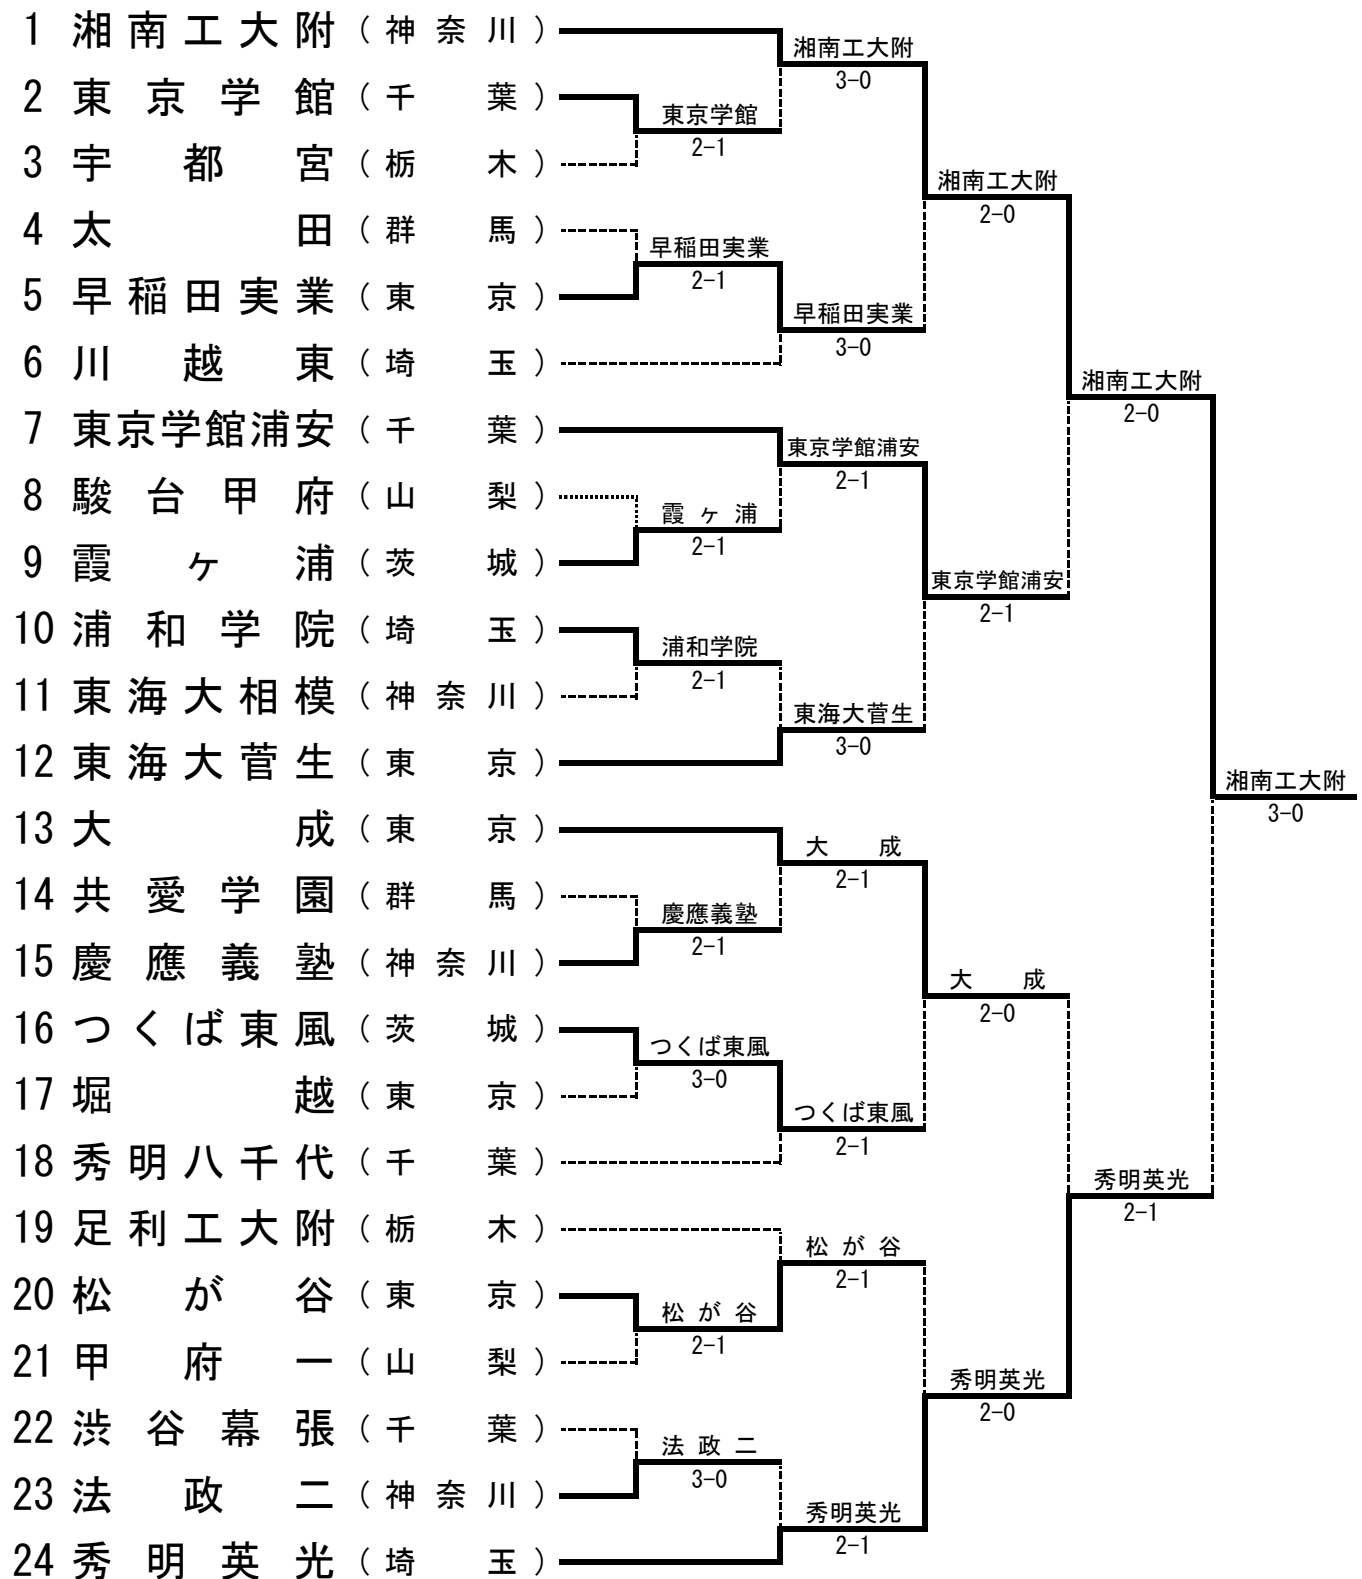 1 湘南工大附 (神奈川)
2 東京学館 (千葉)
3 宇都宮 (栃木)
4 太田 (群馬)
5 早稲田実業 (東京)
6 川越東 (埼玉)
7 東京学館浦安 (千葉)
8 駿台甲府 (山梨)
9 霞ヶ浦 (茨城)
10 浦和学院 (埼玉)
11 東海大相模 (神奈川)
12 東海大菅生 (東京)
13 大成 (東京)
14 共愛学園 (群馬)
15 慶應義塾 (神奈川)
16 つくば東風 (茨城)
17 堀越 (東京)
18 秀明八千代 (千葉)
19 足利工大附 (栃木)
20 松が谷 (東京)
21 甲府一 (山梨)
22 渋谷幕張 (千葉)
23 法政二 (神奈川)
24 秀明英光 (埼玉)
東京学館
2-1
早稲田実業
2-1
霞ヶ浦
2-1
浦和学院
2-1
慶應義塾
2-1
つくば東風
3-0
松が谷
2-1
法政二
3-0
湘南工大附
3-0
早稲田実業
3-0
東京学館浦安
2-1
東海大菅生
3-0
大成
2-1
つくば東風
2-1
松が谷
2-1
秀明英光
2-1
湘南工大附
2-0
東京学館浦安
2-1
大成
2-0
秀明英光
2-0
湘南工大附
2-0
秀明英光
2-1
湘南工大附
3-0